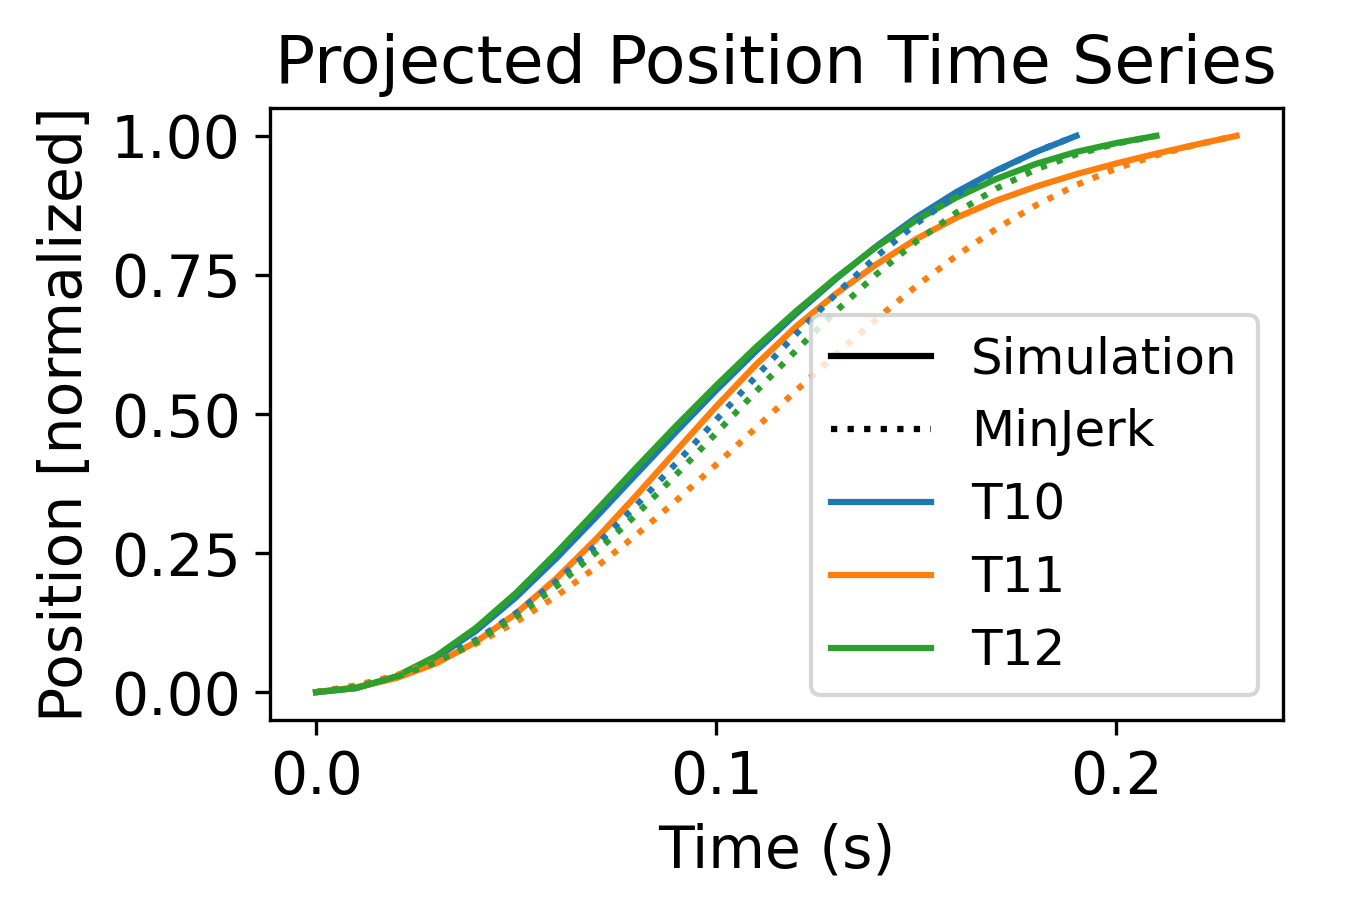 Projected Position Time Series
Position [normalized]
1.00
0.75
0.50
0.25
0.00
Simulation
MinJerk
T10
T11
T12
0.0 0.1 0.2
Time (s)